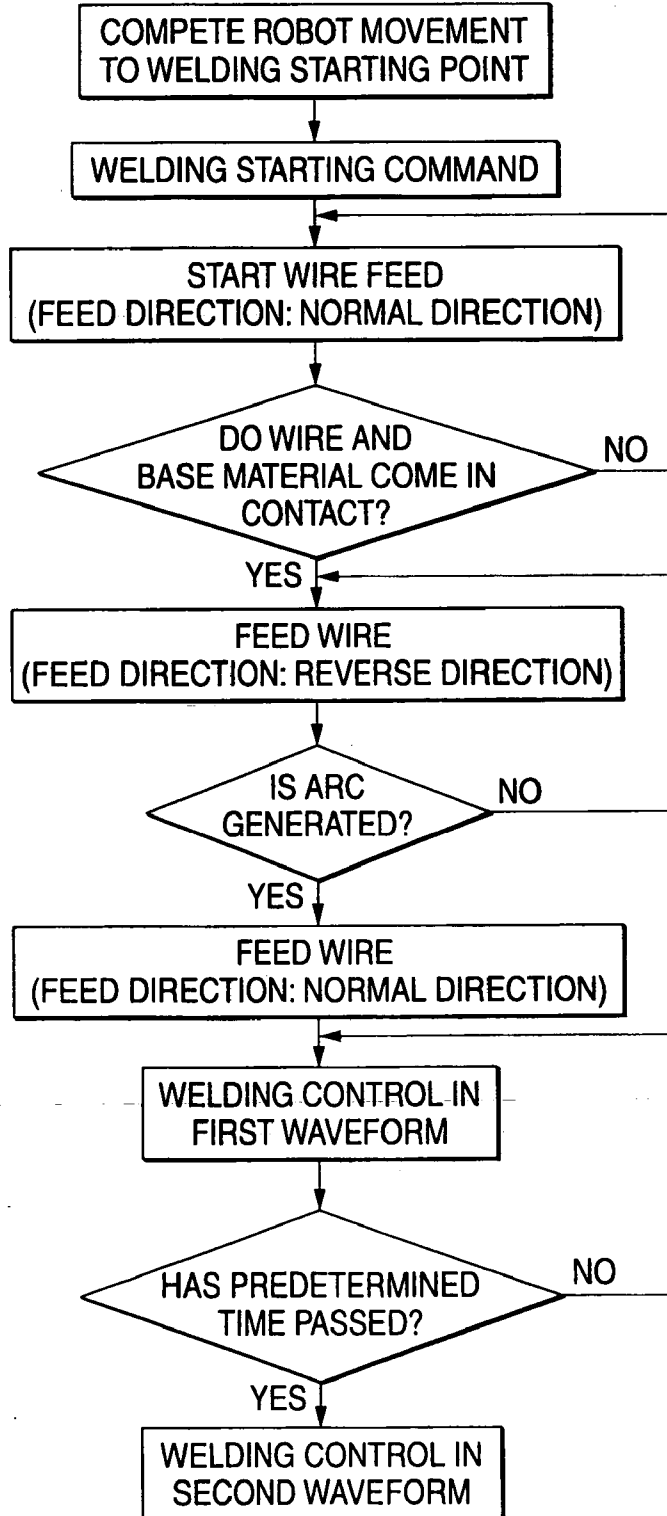 COMPETE ROBOT MOVEMENT
TO WELDING STARTING POINT
WELDING STARTING COMMAND
START WIRE FEED
(FEED DIRECTION: NORMAL DIRECTION)
DO WIRE AND
BASE MATERIAL COME IN
CONTACT?
NO
YES
FEED WIRE
(FEED DIRECTION: REVERSE DIRECTION)
IS ARC
GENERATED?
NO
YES
FEED WIRE
(FEED DIRECTION: NORMAL DIRECTION)
WELDING CONTROL IN
FIRST WAVEFORM
HAS PREDETERMINED
TIME PASSED?
NO
YES
WELDING CONTROL IN
SECOND WAVEFORM